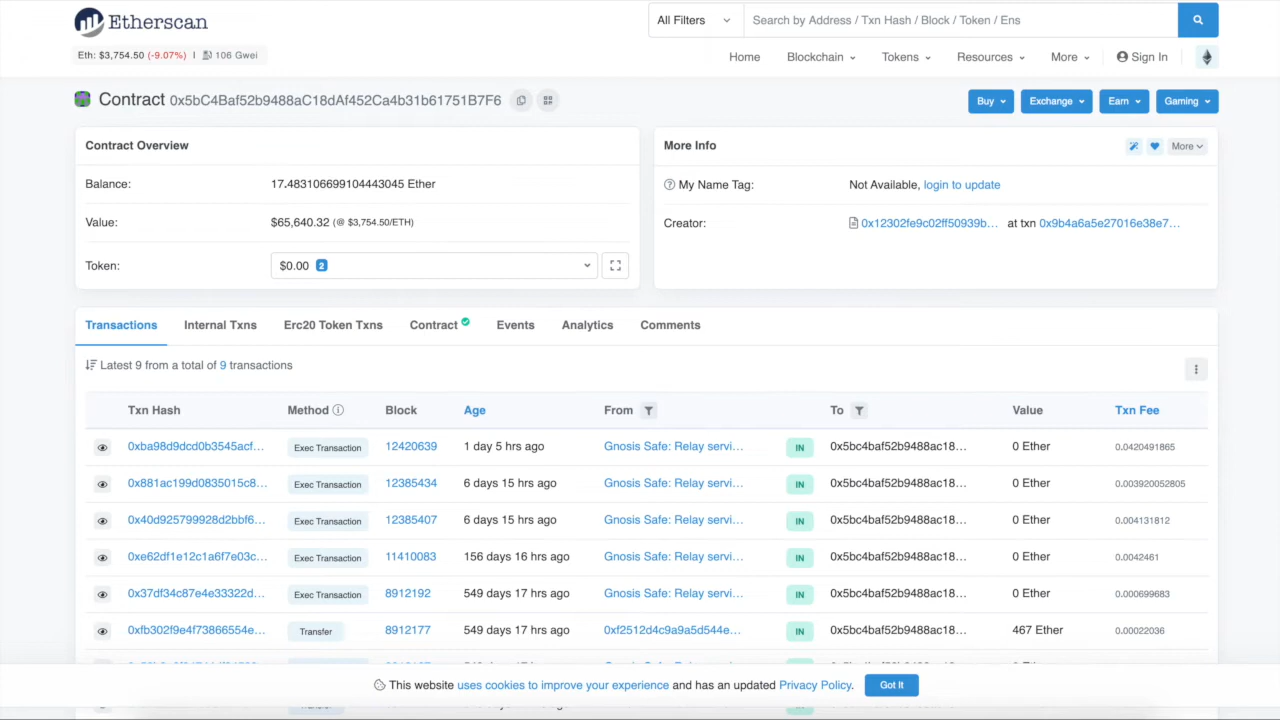 Etherscan
All Filters
Search by Address / Txn Hash / Block / Token / Ens
Eth: $3,754.50 (-9.07%) | 106 Gwei
Home Blockchain Tokens Resources More Sign In
Contract 0x5bC4Baf52b9488aC18dAf452Ca4b31b61751B7F6
Buy Exchange Earn Gaming
Contract Overview
Balance: 17.483106699104443045 Ether
Value: $65,640.32 (@ $3,754.50/ETH)
Token: $0.00 2
More Info
More
My Name Tag: Not Available, login to update
Creator: 0x12302fe9c02ff50939b... at txn 0x9b4a6a5e27016e38e7...
Transactions Internal Txns Erc20 Token Txns Contract Events Analytics Comments
Latest 9 from a total of 9 transactions
Txn Hash Method Block Age From To Value Txn Fee
0xba98d9dcd0b3545acf... Exec Transaction 12420639 1 day 5 hrs ago Gnosis Safe: Relay servi... IN 0x5bc4baf52b9488ac18... 0 Ether 0.0420491865
0x881ac199d0835015c8... Exec Transaction 12385434 6 days 15 hrs ago Gnosis Safe: Relay servi... IN 0x5bc4baf52b9488ac18... 0 Ether 0.003920052805
0x40d925799928d2bbf6... Exec Transaction 12385407 6 days 15 hrs ago Gnosis Safe: Relay servi... IN 0x5bc4baf52b9488ac18... 0 Ether 0.004131812
0xe62df1e12c1a6f7e03c... Exec Transaction 11410083 156 days 16 hrs ago Gnosis Safe: Relay servi... IN 0x5bc4baf52b9488ac18... 0 Ether 0.0042461
0x37df34c87e4e33322d... Exec Transaction 8912192 549 days 17 hrs ago Gnosis Safe: Relay servi... IN 0x5bc4baf52b9488ac18... 0 Ether 0.000699683
0xfb302f9e4f73866554e... Transfer 8912177 549 days 17 hrs ago 0xf2512d4c9a9a5d544e... IN 0x5bc4baf52b9488ac18... 467 Ether 0.00022036
This website uses cookies to improve your experience and has an updated Privacy Policy. Got It